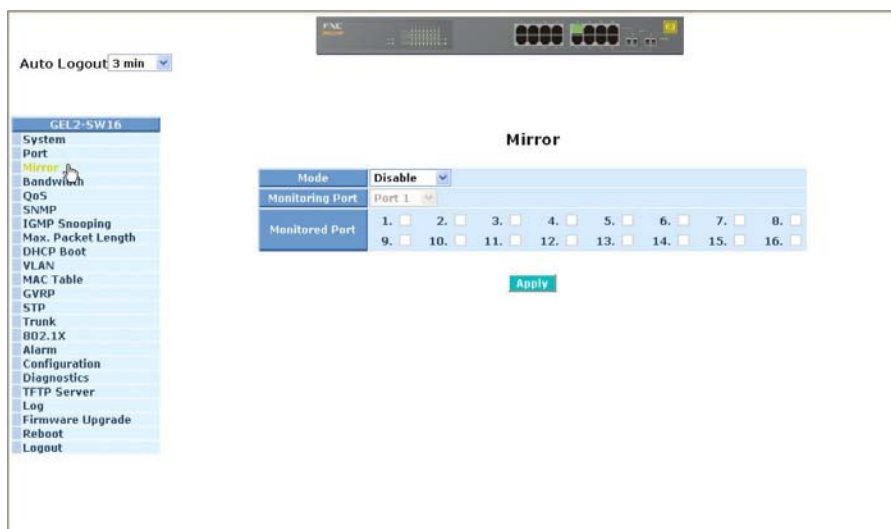 FXC
Auto Logout 3 min
GEL2-SW16
System
Port
Mirror
Bandwidth
QoS
SNMP
IGMP Snooping
Max. Packet Length
DHCP Boot
VLAN
MAC Table
GVRP
STP
Trunk
802.1X
Alarm
Configuration
Diagnostics
TFTP Server
Log
Firmware Upgrade
Reboot
Logout
Mirror
Mode Disable
Monitoring Port Port 1
Monitored Port
1. 2. 3. 4. 5. 6. 7. 8.
9. 10. 11. 12. 13. 14. 15. 16.
Apply